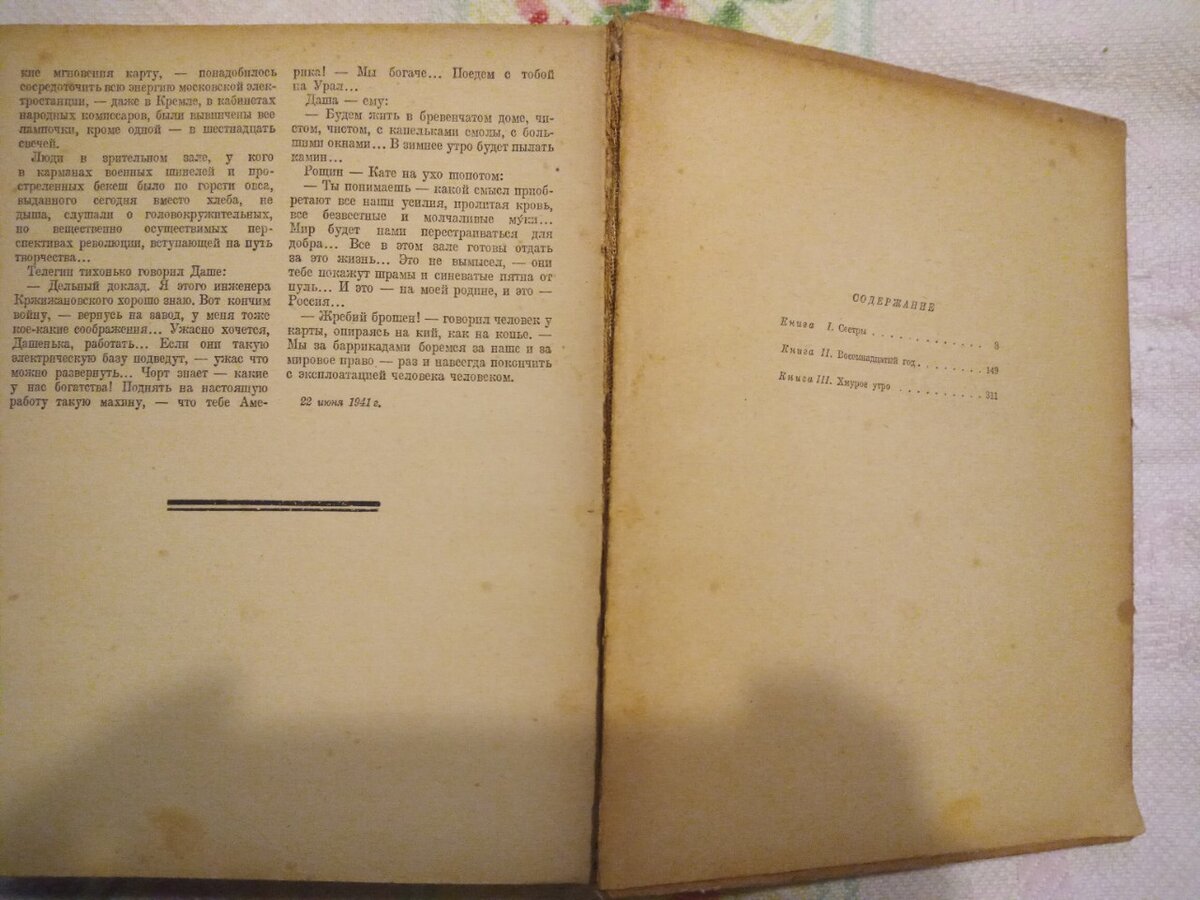 кие мгновения карту, — понадобилось
сосредоточить всю энергию московской элек-
тростанции, — даже в Кремле, в кабинетах
народных комиссаров, были вывинчены все
лампочки, кроме одной — в шестнадцать
свечей.
Люди в зрительном зале, у кого
в карманах военных шинелей и про-
стреленных бекеш было по горсти овса,
выданного сегодня вместо хлеба, не
дыша, слушали о головокружительных,
но вещественно осуществимых пер-
спективах революции, вступающей на путь
творчества...
Телегин тихонько говорил Даше:
— Дельный доклад. Я этого инженера
Кржижановского хорошо знаю. Вот кончим
войну, — вернусь на завод, у меня тоже
кое-какие соображения... Ужасно хочется,
Дашенька, работать... Если они такую
электрическую базу подведут, — ужас что
можно развернуть... Чорт знает — какие
у нас богатства! Поднять на настоящую
работу такую махину, — что тебе Аме-
рика! — Мы богаче... Поедем с тобой
на Урал...
Даша — ему:
— Будем жить в бревенчатом доме, чи-
стом, чистом, с капельками смолы, с боль-
шими окнами... В зимнее утро будет пылать
камин...
Рощин — Кате на ухо шопотом:
— Ты понимаешь — какой смысл приоб-
ретают все наши усилия, пролитая кровь,
все безвестные и молчаливые му́ки...
Мир будет нами перестраиваться для
добра... Все в этом зале готовы отдать
за это жизнь... Это не вымысел, — они
тебе покажут шрамы и синеватые пятна от
пуль... И это — на моей родине, и это —
Россия...
— Жребий брошен! — говорил человек у
карты, опираясь на кий, как на копье. —
Мы за баррикадами боремся за наше и за
мировое право — раз и навсегда покончить
с эксплоатацией человека человеком.
22 июня 1941 г.
СОДЕРЖАНИЕ
Книга I. Сестры . . . . . . . . . . . . 3
Книга II. Восемнадцатый год . . . . . . . . 149
Книга III. Хмурое утро . . . . . . . . . . 311